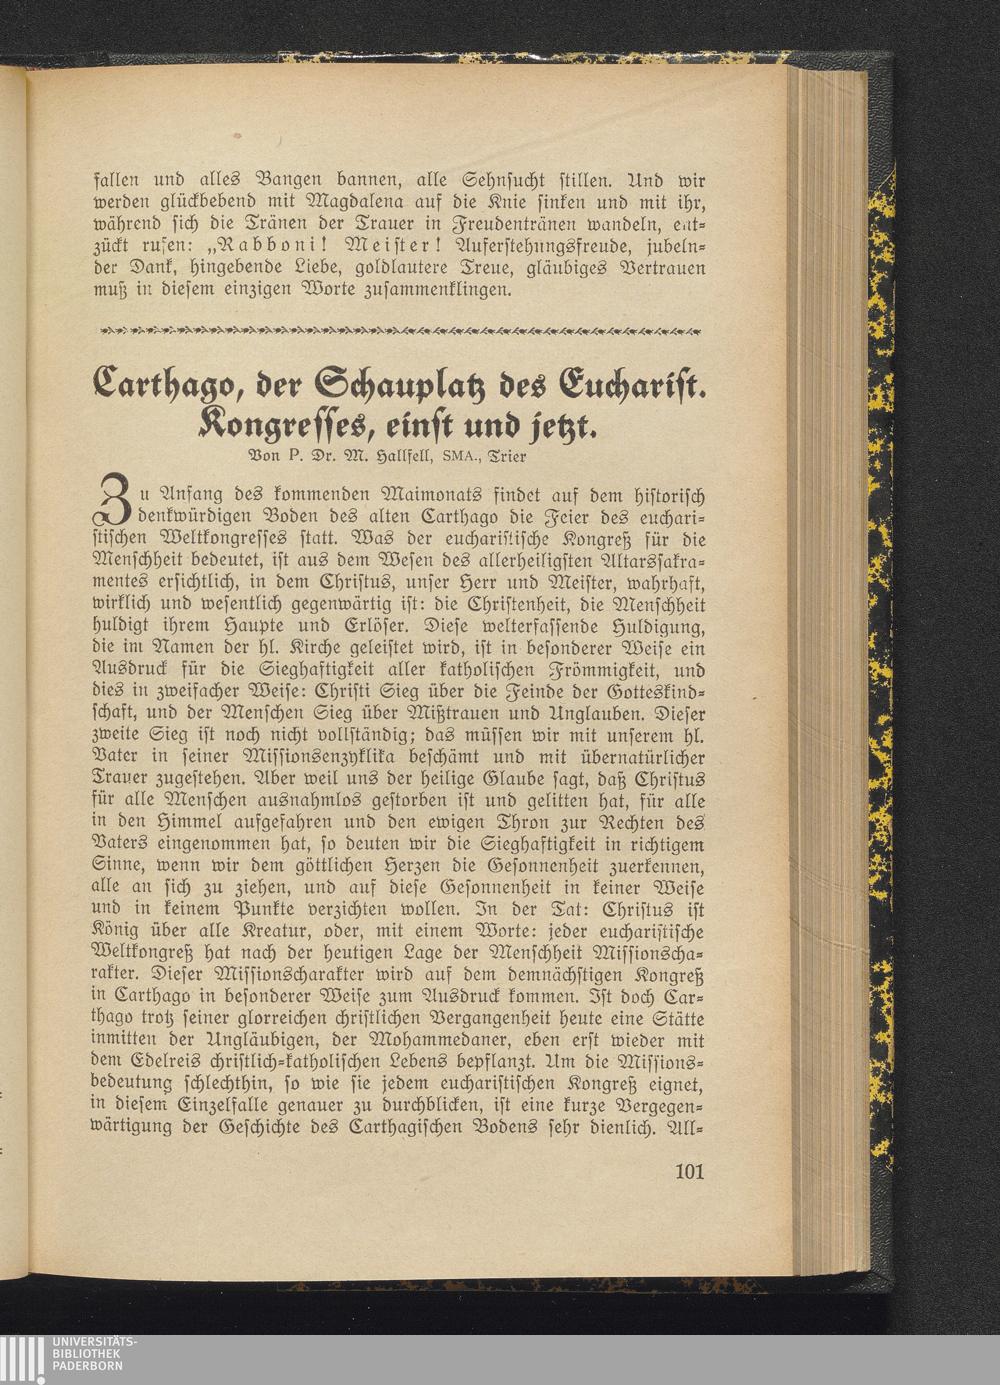 fallen und alles Bangen bannen, alle Sehnsucht stillen. Und wir
werden glückbebend mit Magdalena auf die Knie sinken und mit ihr,
während sich die Tränen der Trauer in Freudentränen wandeln, ent-
zückt rufen: „Rabboni! Meister! Auferstehungsfreude, jubeln-
der Dank, hingebende Liebe, goldlautere Treue, gläubiges Vertrauen
muß in diesem einzigen Worte zusammenklingen.
Carthago, der Schauplatz des Eucharist.
Kongresses, einst und jetzt.
Von P. Dr. M. Hallfell, SMA., Trier
Zu Anfang des kommenden Maimonats findet auf dem historisch
denkwürdigen Boden des alten Carthago die Feier des euchari-
stischen Weltkongresses statt. Was der eucharistische Kongreß für die
Menschheit bedeutet, ist aus dem Wesen des allerheiligsten Altarssakra-
mentes ersichtlich, in dem Christus, unser Herr und Meister, wahrhaft,
wirklich und wesentlich gegenwärtig ist: die Christenheit, die Menschheit
huldigt ihrem Haupte und Erlöser. Diese welterfassende Huldigung,
die im Namen der hl. Kirche geleistet wird, ist in besonderer Weise ein
Ausdruck für die Sieghaftigkeit aller katholischen Frömmigkeit, und
dies in zweifacher Weise: Christi Sieg über die Feinde der Gotteskind-
schaft, und der Menschen Sieg über Mißtrauen und Unglauben. Dieser
zweite Sieg ist noch nicht vollständig; das müssen wir mit unserem hl.
Vater in seiner Missionsenzyklika beschämt und mit übernatürlicher
Trauer zugestehen. Aber weil uns der heilige Glaube sagt, daß Christus
für alle Menschen ausnahmlos gestorben ist und gelitten hat, für alle
in den Himmel aufgefahren und den ewigen Thron zur Rechten des
Vaters eingenommen hat, so deuten wir die Sieghaftigkeit in richtigem
Sinne, wenn wir dem göttlichen Herzen die Gesonnenheit zuerkennen,
alle an sich zu ziehen, und auf diese Gesonnenheit in keiner Weise
und in keinem Punkte verzichten wollen. In der Tat: Christus ist
König über alle Kreatur, oder, mit einem Worte: jeder eucharistische
Weltkongreß hat nach der heutigen Lage der Menschheit Missionscha-
rakter. Dieser Missionscharakter wird auf dem demnächstigen Kongreß
in Carthago in besonderer Weise zum Ausdruck kommen. Ist doch Car-
thago trotz seiner glorreichen christlichen Vergangenheit heute eine Stätte
inmitten der Ungläubigen, der Mohammedaner, eben erst wieder mit
dem Edelreis christlich-katholischen Lebens bepflanzt. Um die Missions-
bedeutung schlechthin, so wie sie jedem eucharistischen Kongreß eignet,
in diesem Einzelfalle genauer zu durchblicken, ist eine kurze Vergegen-
wärtigung der Geschichte des Carthagischen Bodens sehr dienlich. All-
101
UNIVERSITÄTS-
BIBLIOTHEK
PADERBORN